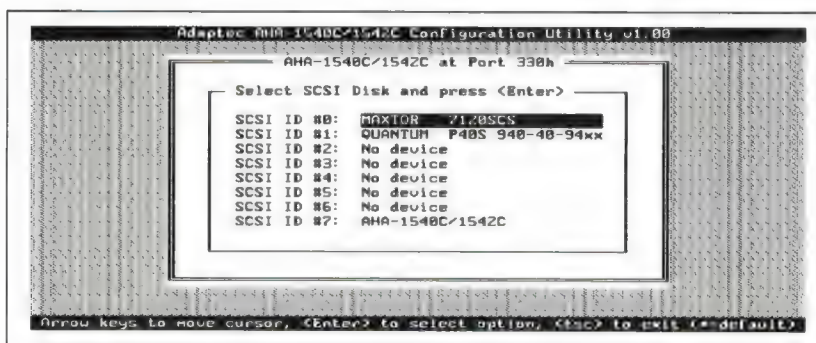 Adaptec AHA-1540C/1542C Configuration Utility v1.00
AHA-1540C/1542C at Port 330h
Select SCSI Disk and press <Enter>
SCSI ID #0: MAXTOR 7120SCS
SCSI ID #1: QUANTUM P40S 940-40-94xx
SCSI ID #2: No device
SCSI ID #3: No device
SCSI ID #4: No device
SCSI ID #5: No device
SCSI ID #6: No device
SCSI ID #7: AHA-1540C/1542C
Arrow keys to move cursor, <Enter> to select option, <Esc> to exit (*=default)